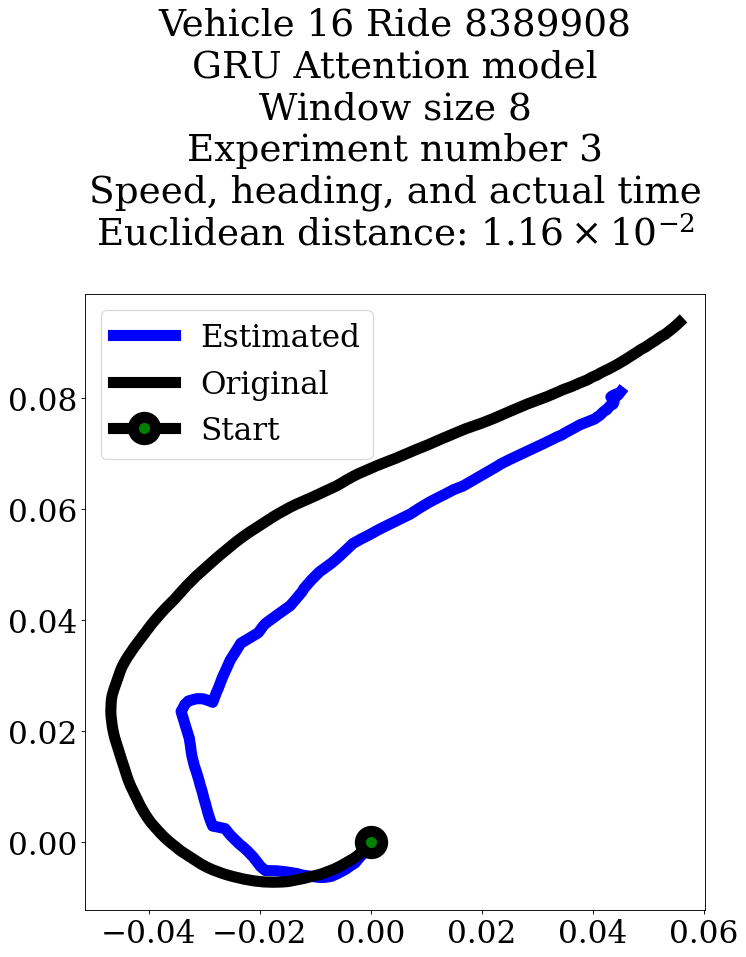 Vehicle 16 Ride 8389908
GRU Attention model
Window size 8
Experiment number 3
Speed, heading, and actual time
Euclidean distance: 1.16 × 10⁻²
Estimated
Original
Start
0.08
0.06
0.04
0.02
0.00
−0.04 −0.02 0.00 0.02 0.04 0.06